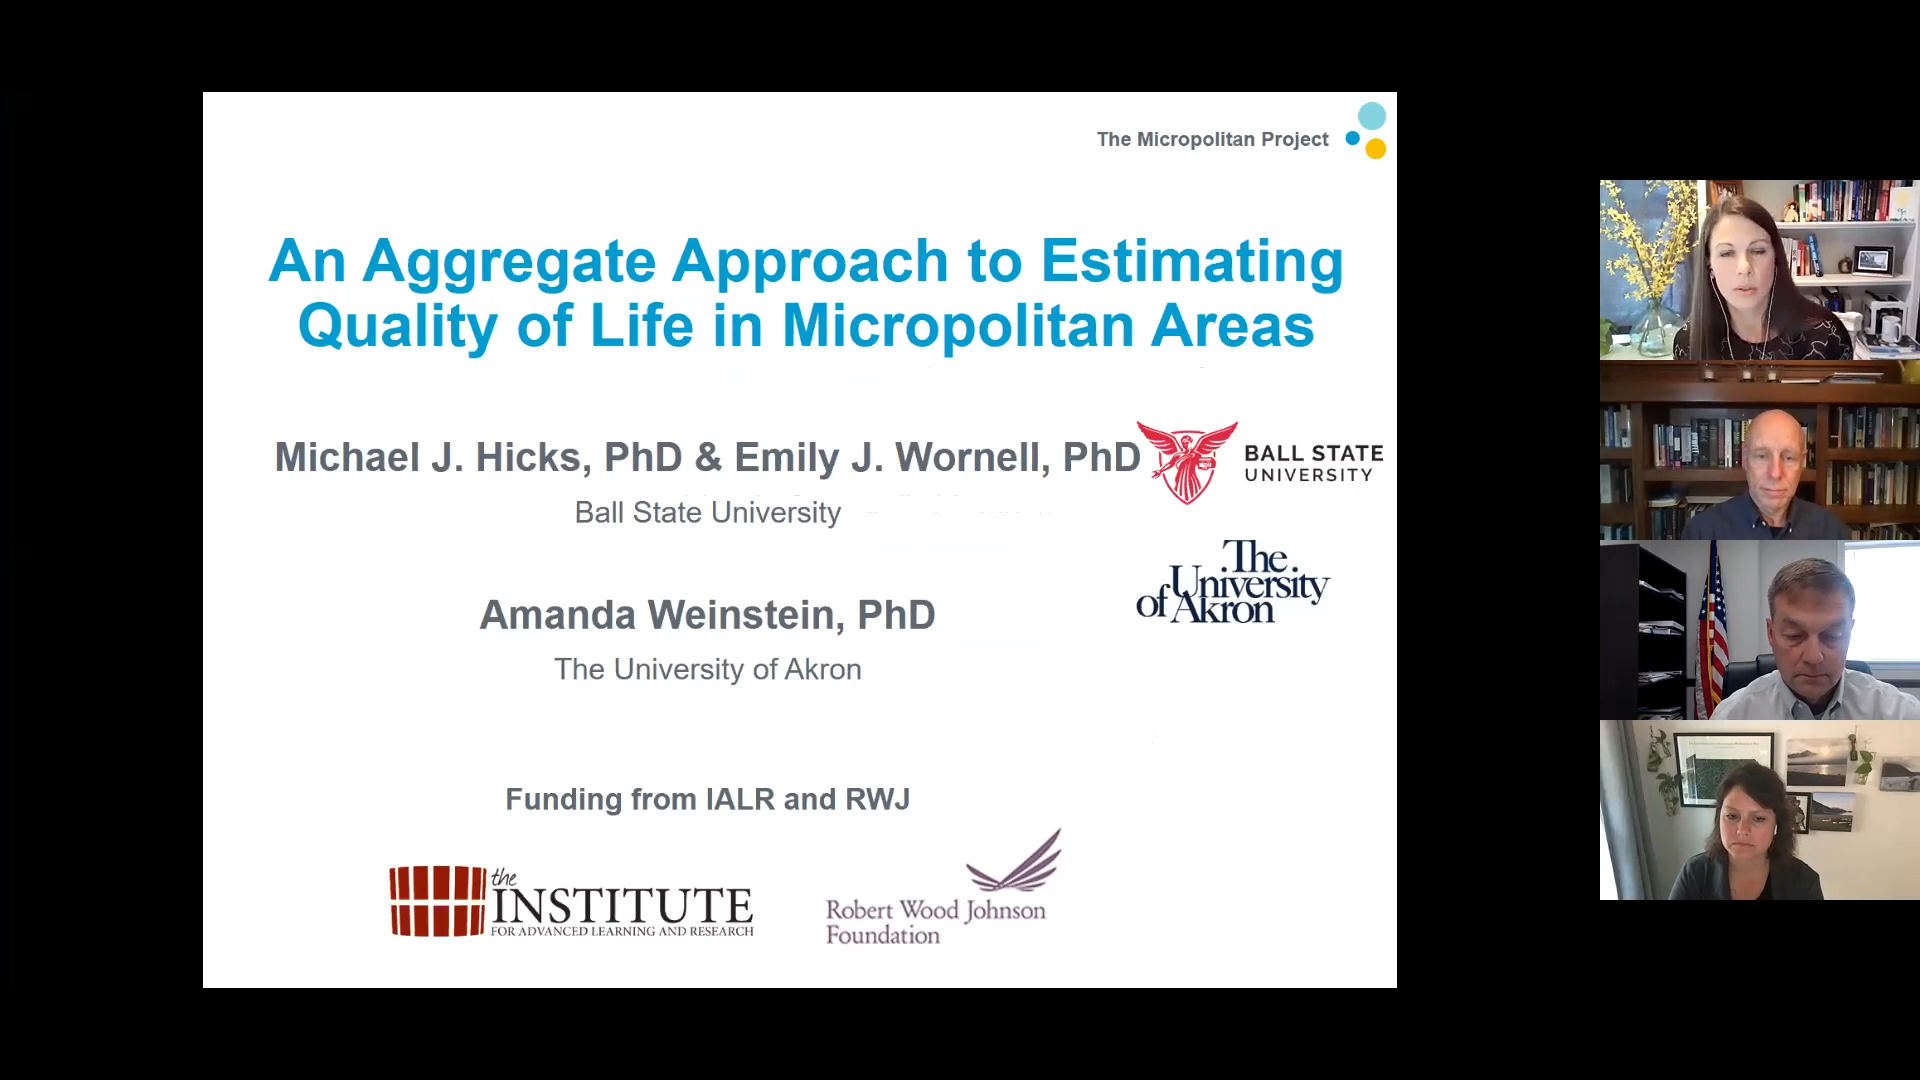 The Micropolitan Project
An Aggregate Approach to Estimating
Quality of Life in Micropolitan Areas
Michael J. Hicks, PhD & Emily J. Wornell, PhD
BALL STATE
UNIVERSITY
Ball State University
The
University
of Akron
Amanda Weinstein, PhD
The University of Akron
Funding from IALR and RWJ
the
INSTITUTE
FOR ADVANCED LEARNING AND RESEARCH
Robert Wood Johnson
Foundation